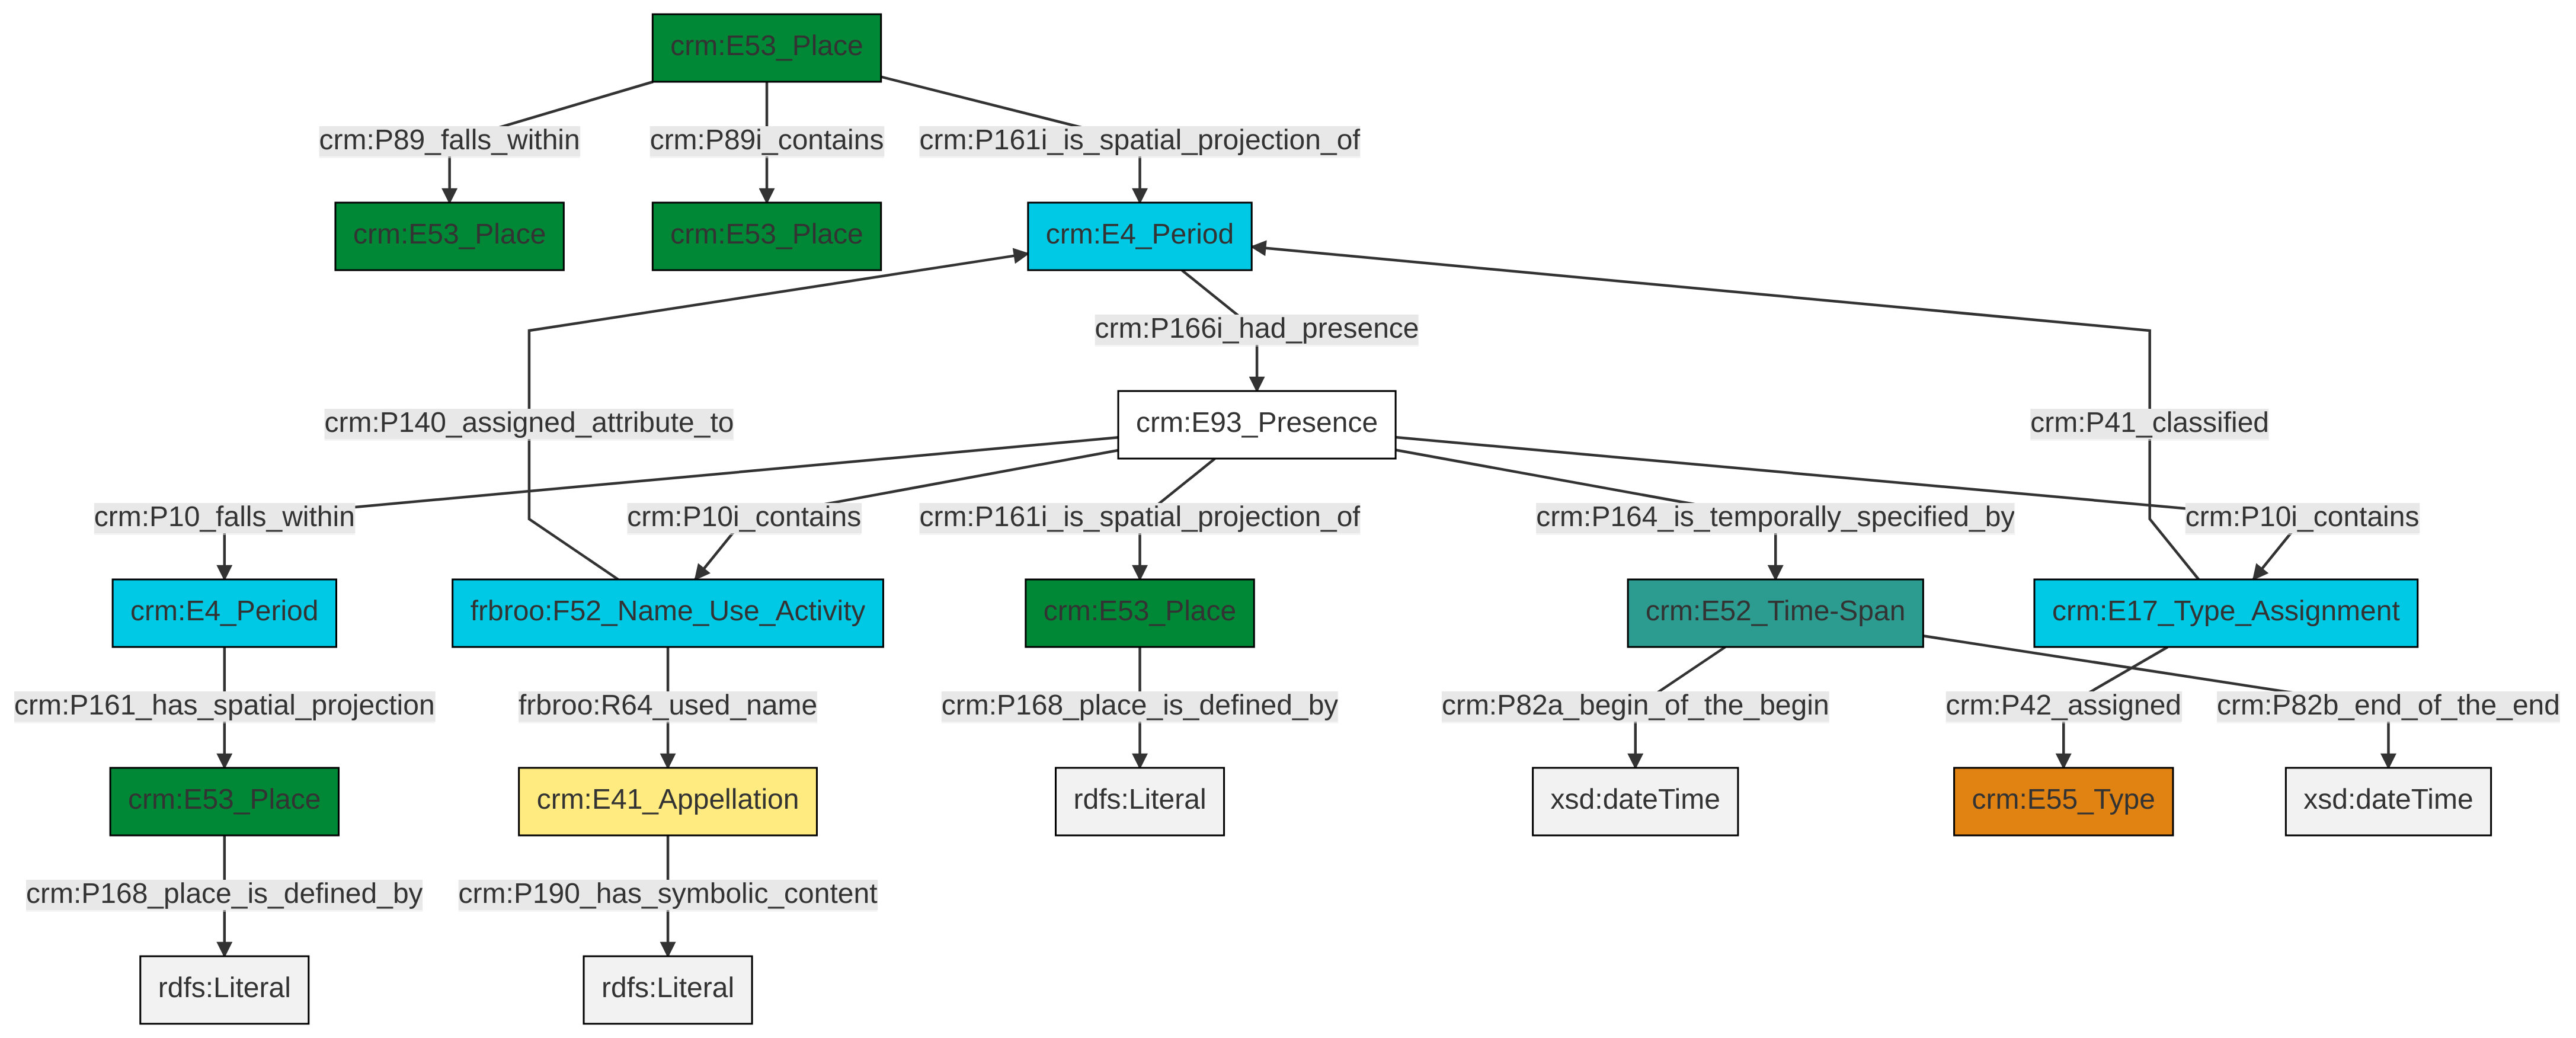 crm:E53_Place
crm:P89_falls_within
crm:P89i_contains
crm:P161i_is_spatial_projection_of
crm:E53_Place
crm:E53_Place
crm:E4_Period
crm:P166i_had_presence
crm:P140_assigned_attribute_to
crm:E93_Presence
crm:P41_classified
crm:P10_falls_within
crm:P10i_contains
crm:P161i_is_spatial_projection_of
crm:P164_is_temporally_specified_by
crm:P10i_contains
crm:E4_Period
frbroo:F52_Name_Use_Activity
crm:E53_Place
crm:E52_Time-Span
crm:E17_Type_Assignment
crm:P161_has_spatial_projection
frbroo:R64_used_name
crm:P168_place_is_defined_by
crm:P82a_begin_of_the_begin
crm:P42_assigned
crm:P82b_end_of_the_end
crm:E53_Place
crm:E41_Appellation
rdfs:Literal
xsd:dateTime
crm:E55_Type
xsd:dateTime
crm:P168_place_is_defined_by
crm:P190_has_symbolic_content
rdfs:Literal
rdfs:Literal